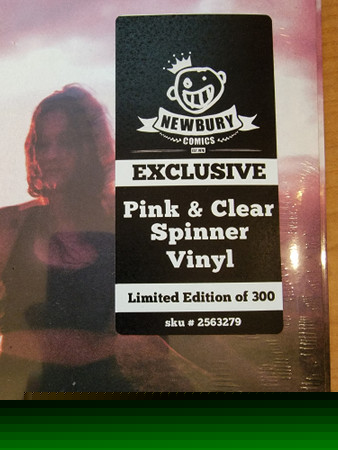 NEWBURY
COMICS
EXCLUSIVE
Pink & Clear
Spinner
Vinyl
Limited Edition of 300
sku # 2563279